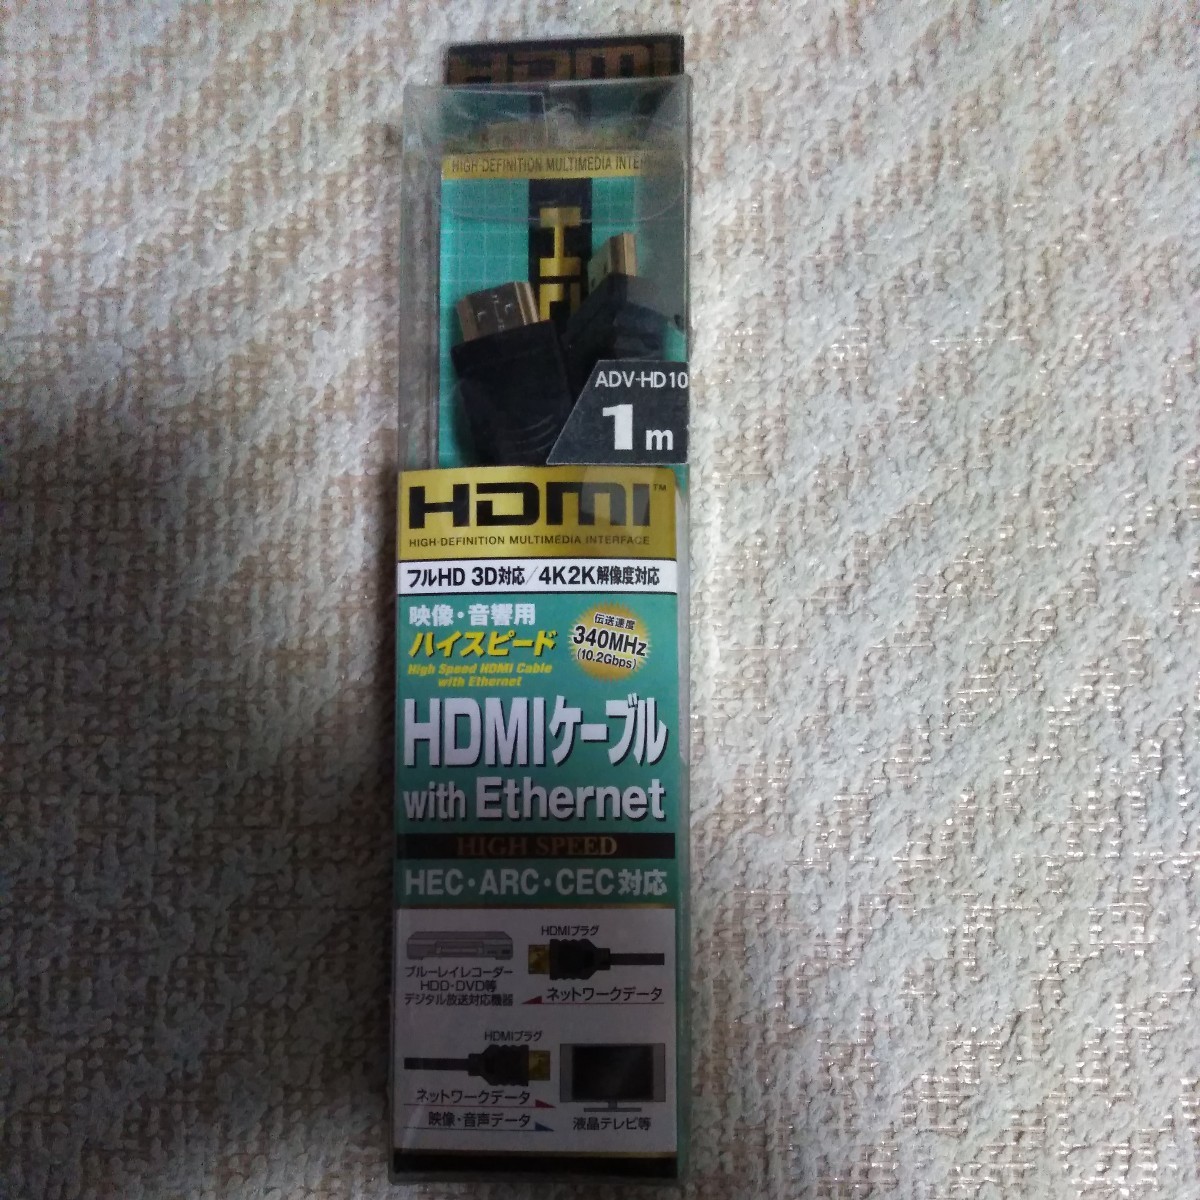 HDMI
HIGH-DEFINITION MULTIMEDIA INTE
ADV-HD10
1m
HDMI™
HIGH-DEFINITION MULTIMEDIA INTERFACE
フルHD 3D対応/4K2K解像度対応
映像・音響用
ハイスピード
High Speed HDMI Cable
with Ethernet
伝送速度
340MHz
(10.2Gbps)
HDMIケーブル
with Ethernet
HIGH SPEED
HEC・ARC・CEC対応
HDMIプラグ
ブルーレイレコーダー
HDD・DVD等
デジタル放送対応機器
ネットワークデータ
HDMIプラグ
ネットワークデータ
映像・音声データ
液晶テレビ等